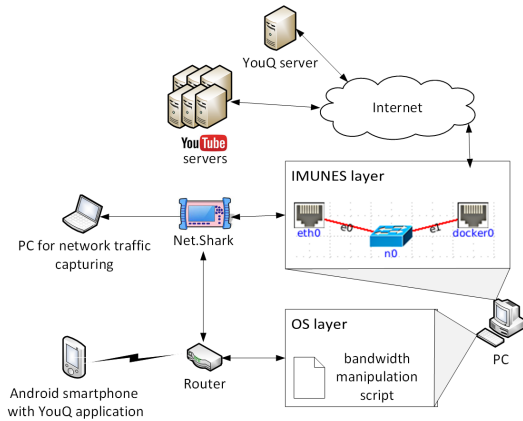 YouQ server
Internet
YouTube
servers
IMUNES layer
eth0
e0
n0
e1
docker0
Net.Shark
PC for network traffic
capturing
OS layer
bandwidth
manipulation
script
PC
Router
Android smartphone
with YouQ application